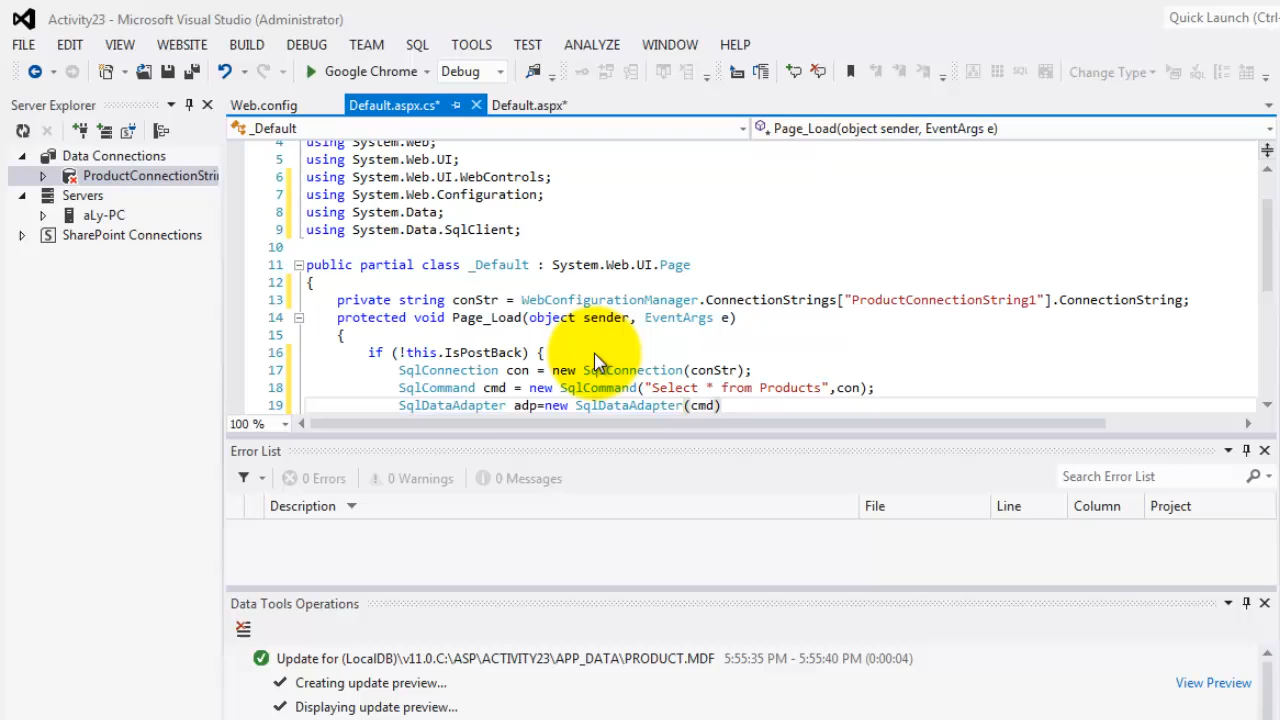 Activity23 - Microsoft Visual Studio (Administrator)
Quick Launch (Ctrl-
FILE EDIT VIEW WEBSITE BUILD DEBUG TEAM SQL TOOLS TEST ANALYZE WINDOW HELP
Google Chrome Debug Change Type
Server Explorer
Web.config Default.aspx.cs* Default.aspx*
_Default
Page_Load(object sender, EventArgs e)
Data Connections
ProductConnectionStrin
Servers
aLy-PC
SharePoint Connections
4 using System.Web;
5 using System.Web.UI;
6 using System.Web.UI.WebControls;
7 using System.Web.Configuration;
8 using System.Data;
9 using System.Data.SqlClient;
10
11 public partial class _Default : System.Web.UI.Page
12 {
13 private string conStr = WebConfigurationManager.ConnectionStrings["ProductConnectionString1"].ConnectionString;
14 protected void Page_Load(object sender, EventArgs e)
15 {
16 if (!this.IsPostBack) {
17 SqlConnection con = new SqlConnection(conStr);
18 SqlCommand cmd = new SqlCommand("Select * from Products",con);
19 SqlDataAdapter adp=new SqlDataAdapter(cmd)
100 %
Error List
0 Errors 0 Warnings 0 Messages
Search Error List
Description File Line Column Project
Data Tools Operations
Update for (LocalDB)\v11.0.C:\ASP\ACTIVITY23\APP_DATA\PRODUCT.MDF 5:55:35 PM - 5:55:40 PM (0:00:04)
Creating update preview... View Preview
Displaying update preview...